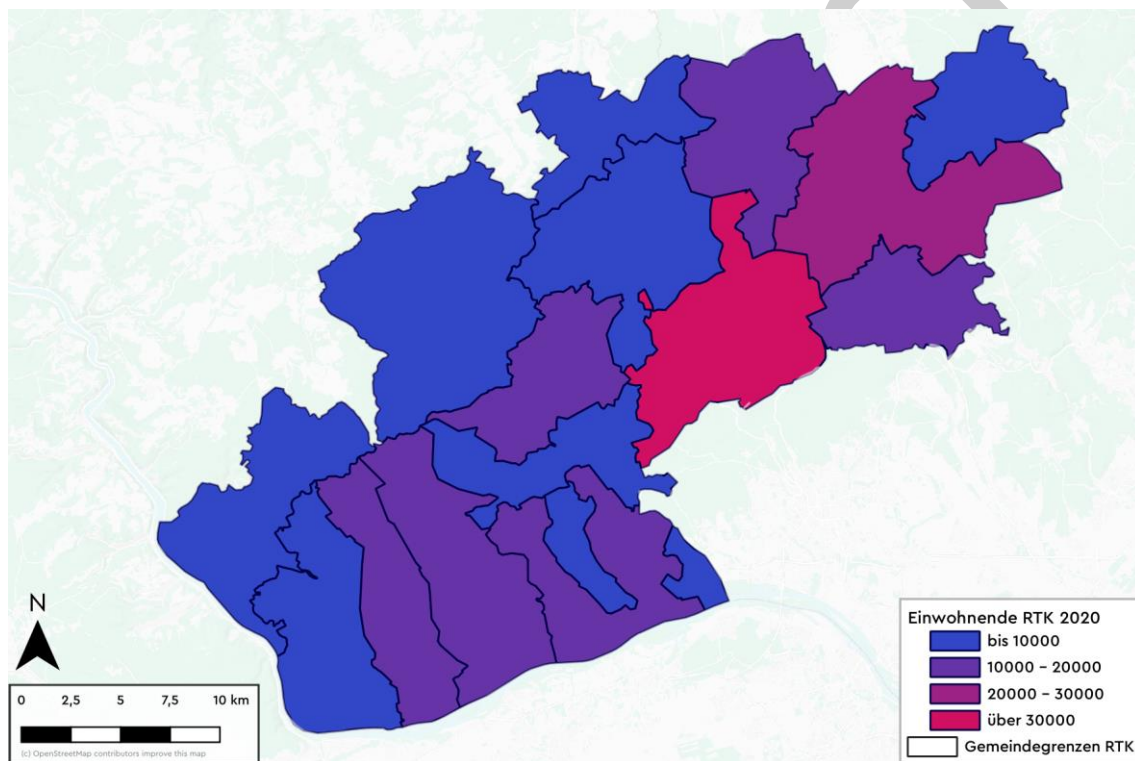 N
0 2,5 5 7,5 10 km
(c) OpenStreetMap contributors improve this map
Einwohnende RTK 2020
bis 10000
10000 – 20000
20000 – 30000
über 30000
Gemeindegrenzen RTK